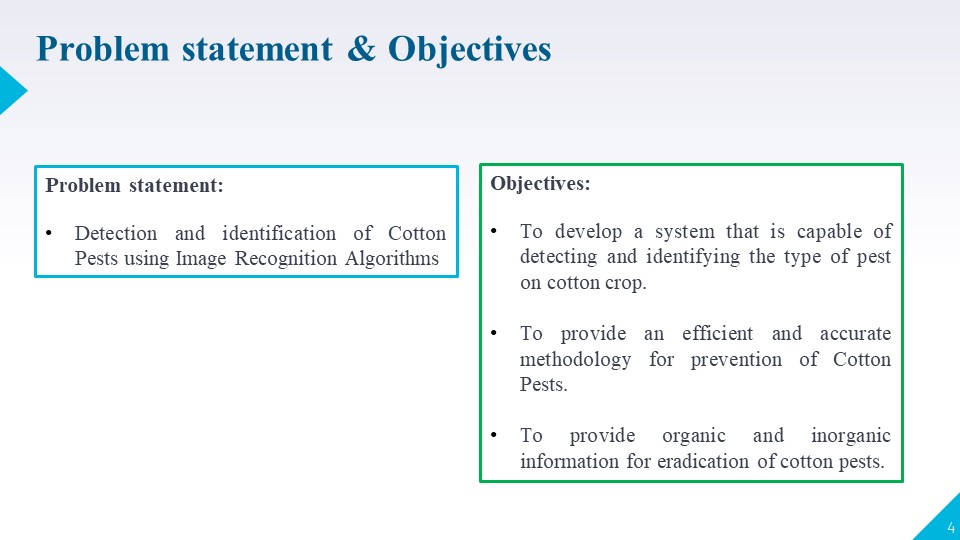 Problem statement & Objectives
Problem statement:
• Detection and identification of Cotton
Pests using Image Recognition Algorithms
Objectives:
• To develop a system that is capable of
detecting and identifying the type of pest
on cotton crop.
• To provide an efficient and accurate
methodology for prevention of Cotton
Pests.
• To provide organic and inorganic
information for eradication of cotton pests.
4